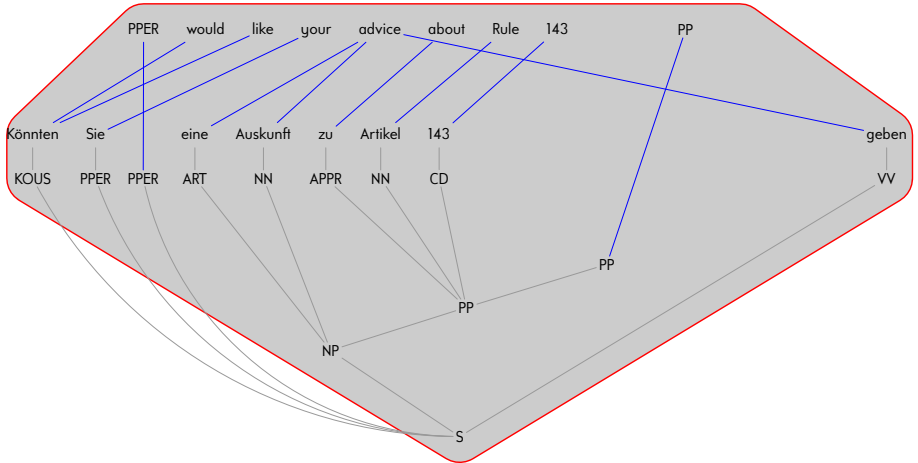 PPER would like your advice about Rule 143 PP
Könnten Sie eine Auskunft zu Artikel 143 geben
KOUS PPER PPER ART NN APPR NN CD VV
PP
PP
NP
S